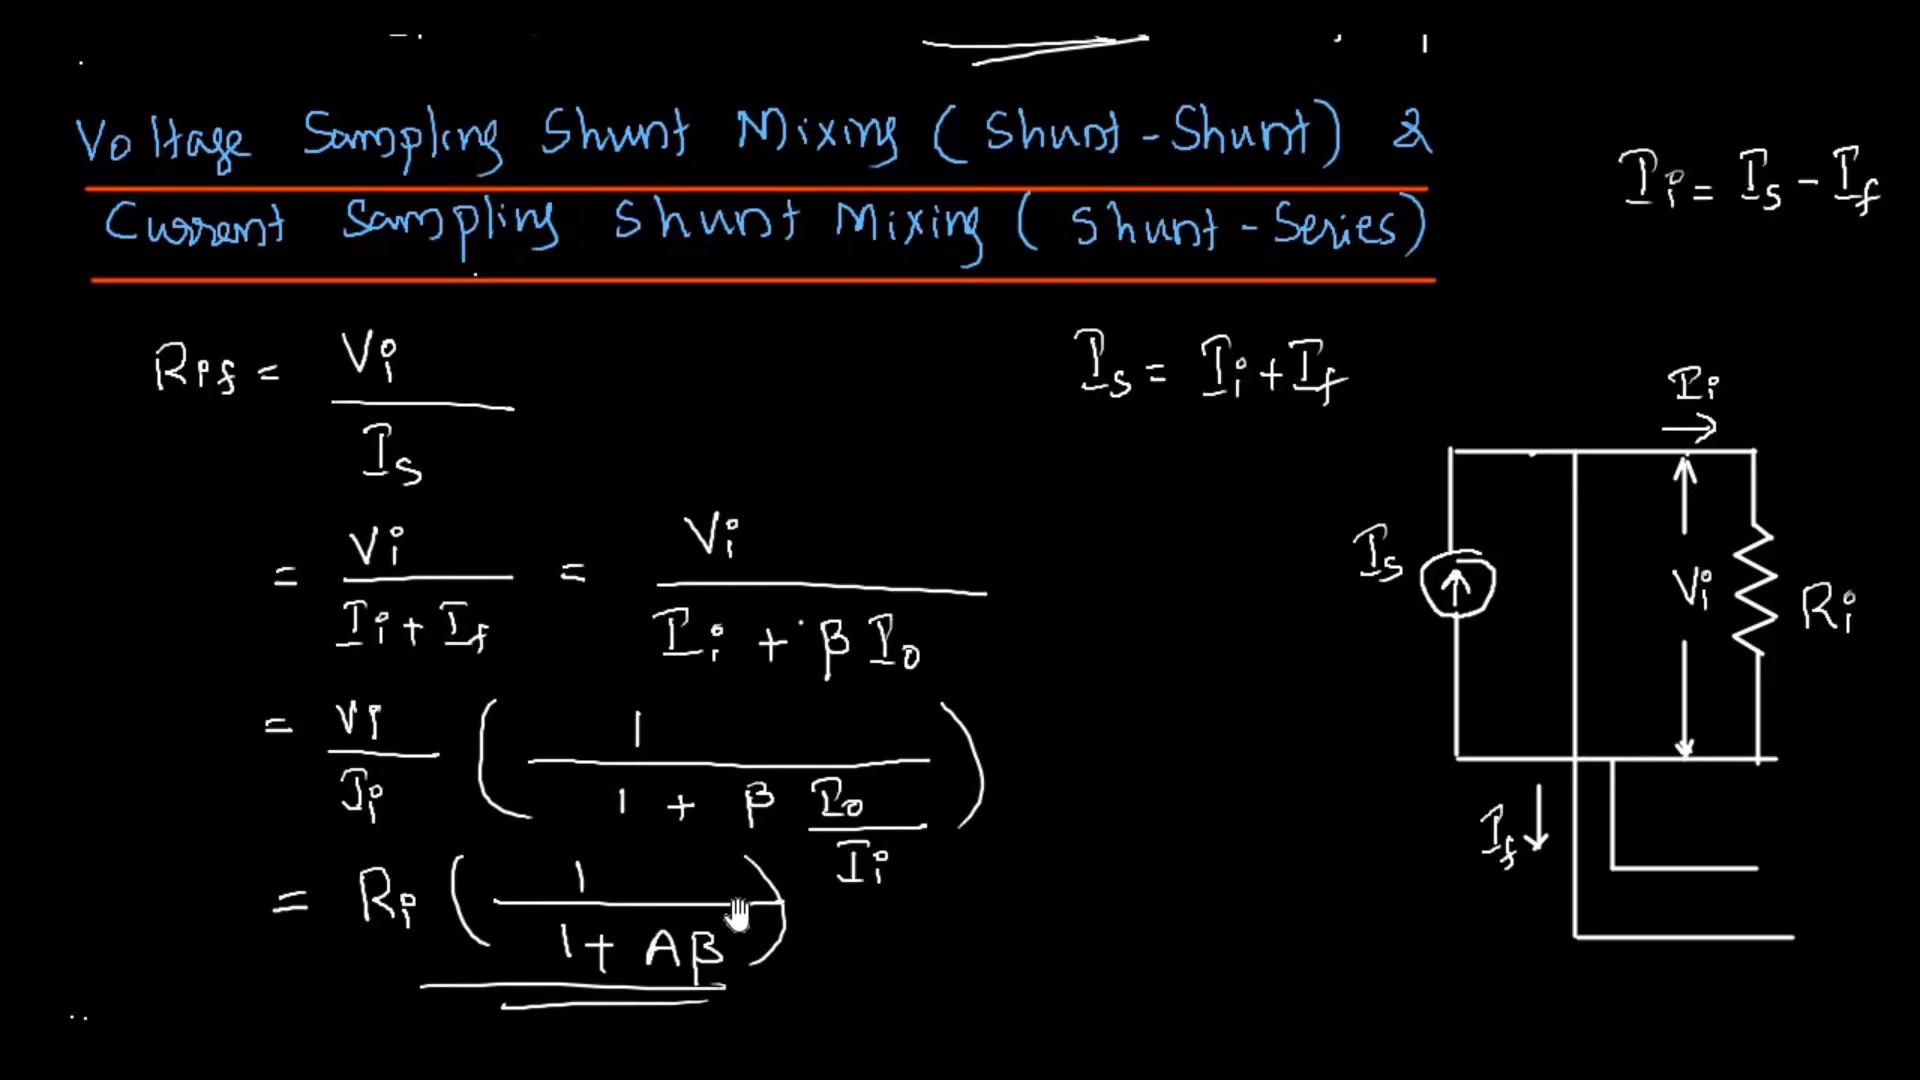 Voltage Sampling Shunt Mixing (Shunt-Shunt) &
Current Sampling Shunt Mixing (Shunt-Series)
Ii = Is - If
Rif = Vi / Is
Is = Ii + If
= Vi / (Ii + If) = Vi / (Ii + β Io)
= Vi / Ii ( 1 / (1 + β Io / Ii) )
= Ri ( 1 / (1 + Aβ) )
Ii
Is
Vi
Ri
If